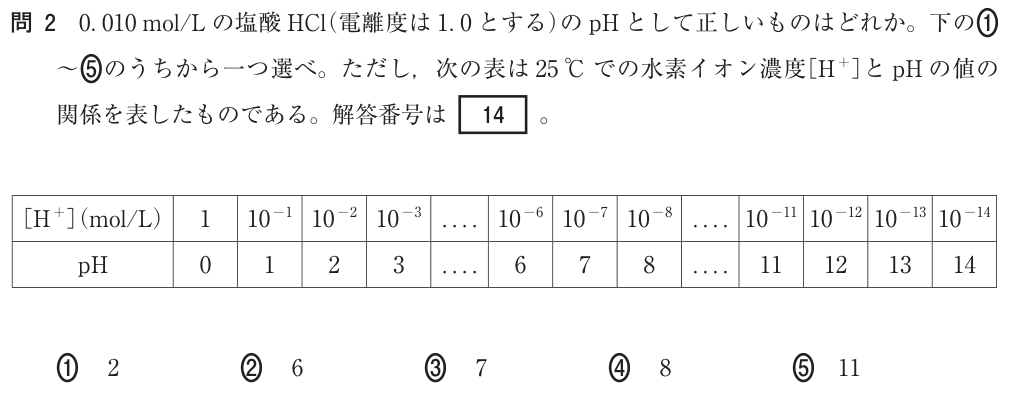 問 2 0.010 mol/L の塩酸 HCl(電離度は 1.0 とする)の pH として正しいものはどれか。下の①
~⑤のうちから一つ選べ。ただし，次の表は 25℃ での水素イオン濃度[H⁺]と pH の値の
関係を表したものである。解答番号は 14 。
[H⁺](mol/L) 1 10⁻¹ 10⁻² 10⁻³ .... 10⁻⁶ 10⁻⁷ 10⁻⁸ .... 10⁻¹¹ 10⁻¹² 10⁻¹³ 10⁻¹⁴
pH 0 1 2 3 .... 6 7 8 .... 11 12 13 14
① 2 ② 6 ③ 7 ④ 8 ⑤ 11